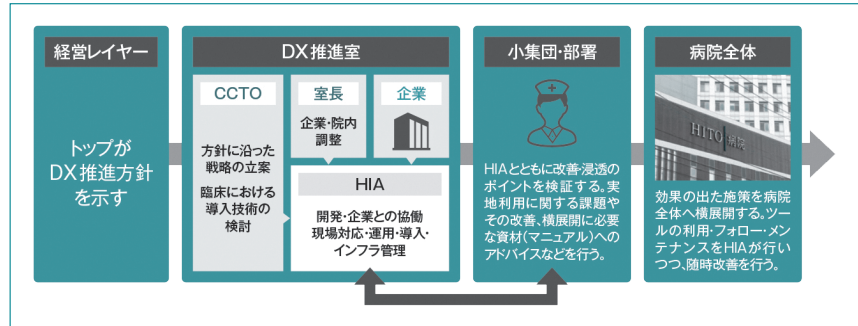 経営レイヤー
トップが
DX推進方針
を示す
DX推進室
CCTO
方針に沿った
戦略の立案
臨床における
導入技術の
検討
室長
企業・院内
調整
企業
HIA
開発・企業との協働
現場対応・運用・導入・
インフラ管理
小集団・部署
HIAとともに改善・浸透の
ポイントを検証する。実
地利用に関する課題や
その改善、横展開に必要
な資材(マニュアル)への
アドバイスなどを行う。
病院全体
HITO 病院
効果の出た施策を病院
全体へ横展開する。ツー
ルの利用・フォロー・メン
テナンスをHIAが行い
つつ、随時改善を行う。